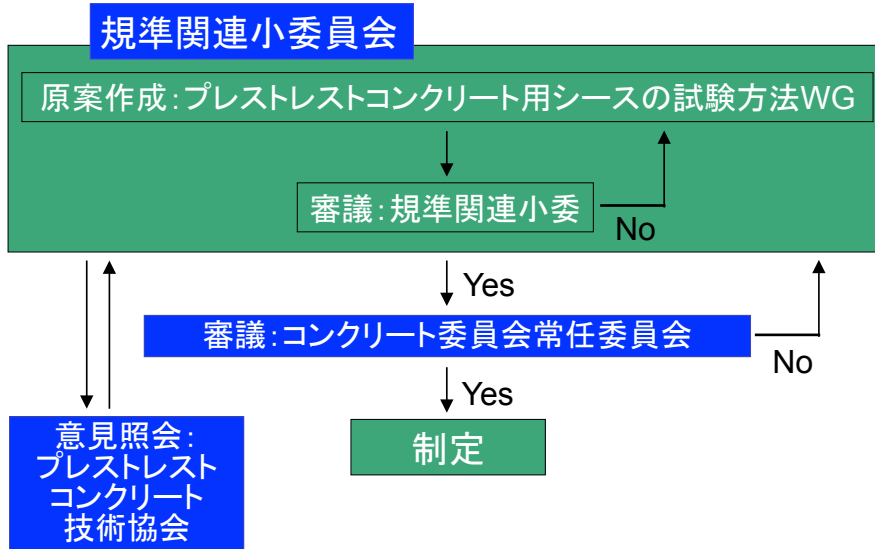 規準関連小委員会
原案作成：プレストレストコンクリート用シースの試験方法WG
審議：規準関連小委
No
Yes
審議：コンクリート委員会常任委員会
No
Yes
意見照会：
プレストレスト
コンクリート
技術協会
制定